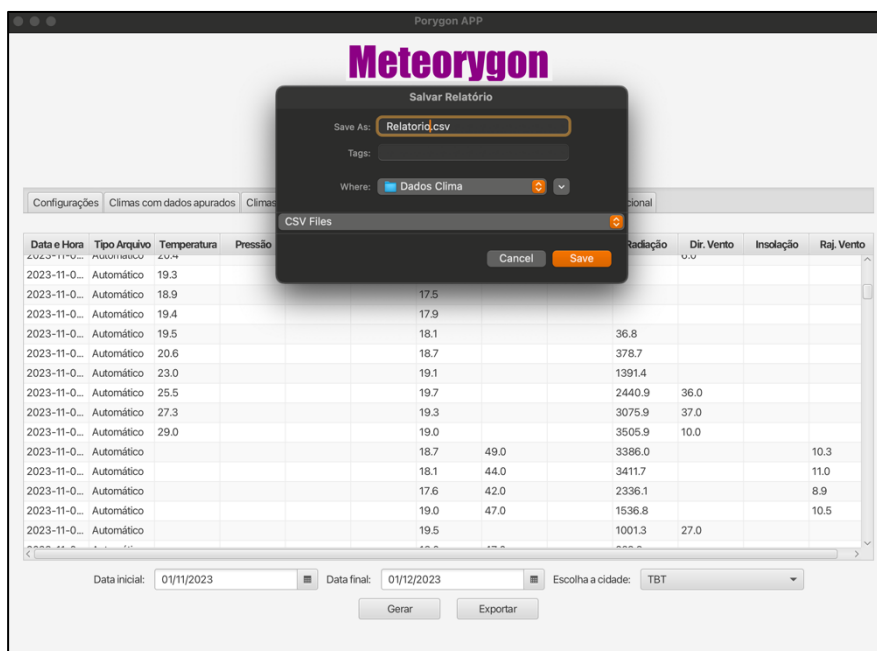 Porygon APP
Meteorygon
Salvar Relatório
Save As: Relatorio.csv
Tags:
Where: Dados Clima
CSV Files
Cancel Save
Configurações Climas com dados apurados Climas cional
Data e Hora Tipo Arquivo Temperatura Pressão Radiação Dir. Vento Insolação Raj. Vento
2023-11-0... Automático 20.4 0.0
2023-11-0... Automático 19.3
2023-11-0... Automático 18.9 17.5
2023-11-0... Automático 19.4 17.9
2023-11-0... Automático 19.5 18.1 36.8
2023-11-0... Automático 20.6 18.7 378.7
2023-11-0... Automático 23.0 19.1 1391.4
2023-11-0... Automático 25.5 19.7 2440.9 36.0
2023-11-0... Automático 27.3 19.3 3075.9 37.0
2023-11-0... Automático 29.0 19.0 3505.9 10.0
2023-11-0... Automático 18.7 49.0 3386.0 10.3
2023-11-0... Automático 18.1 44.0 3411.7 11.0
2023-11-0... Automático 17.6 42.0 2336.1 8.9
2023-11-0... Automático 19.0 47.0 1536.8 10.5
2023-11-0... Automático 19.5 1001.3 27.0
Data inicial: 01/11/2023 Data final: 01/12/2023 Escolha a cidade: TBT
Gerar Exportar